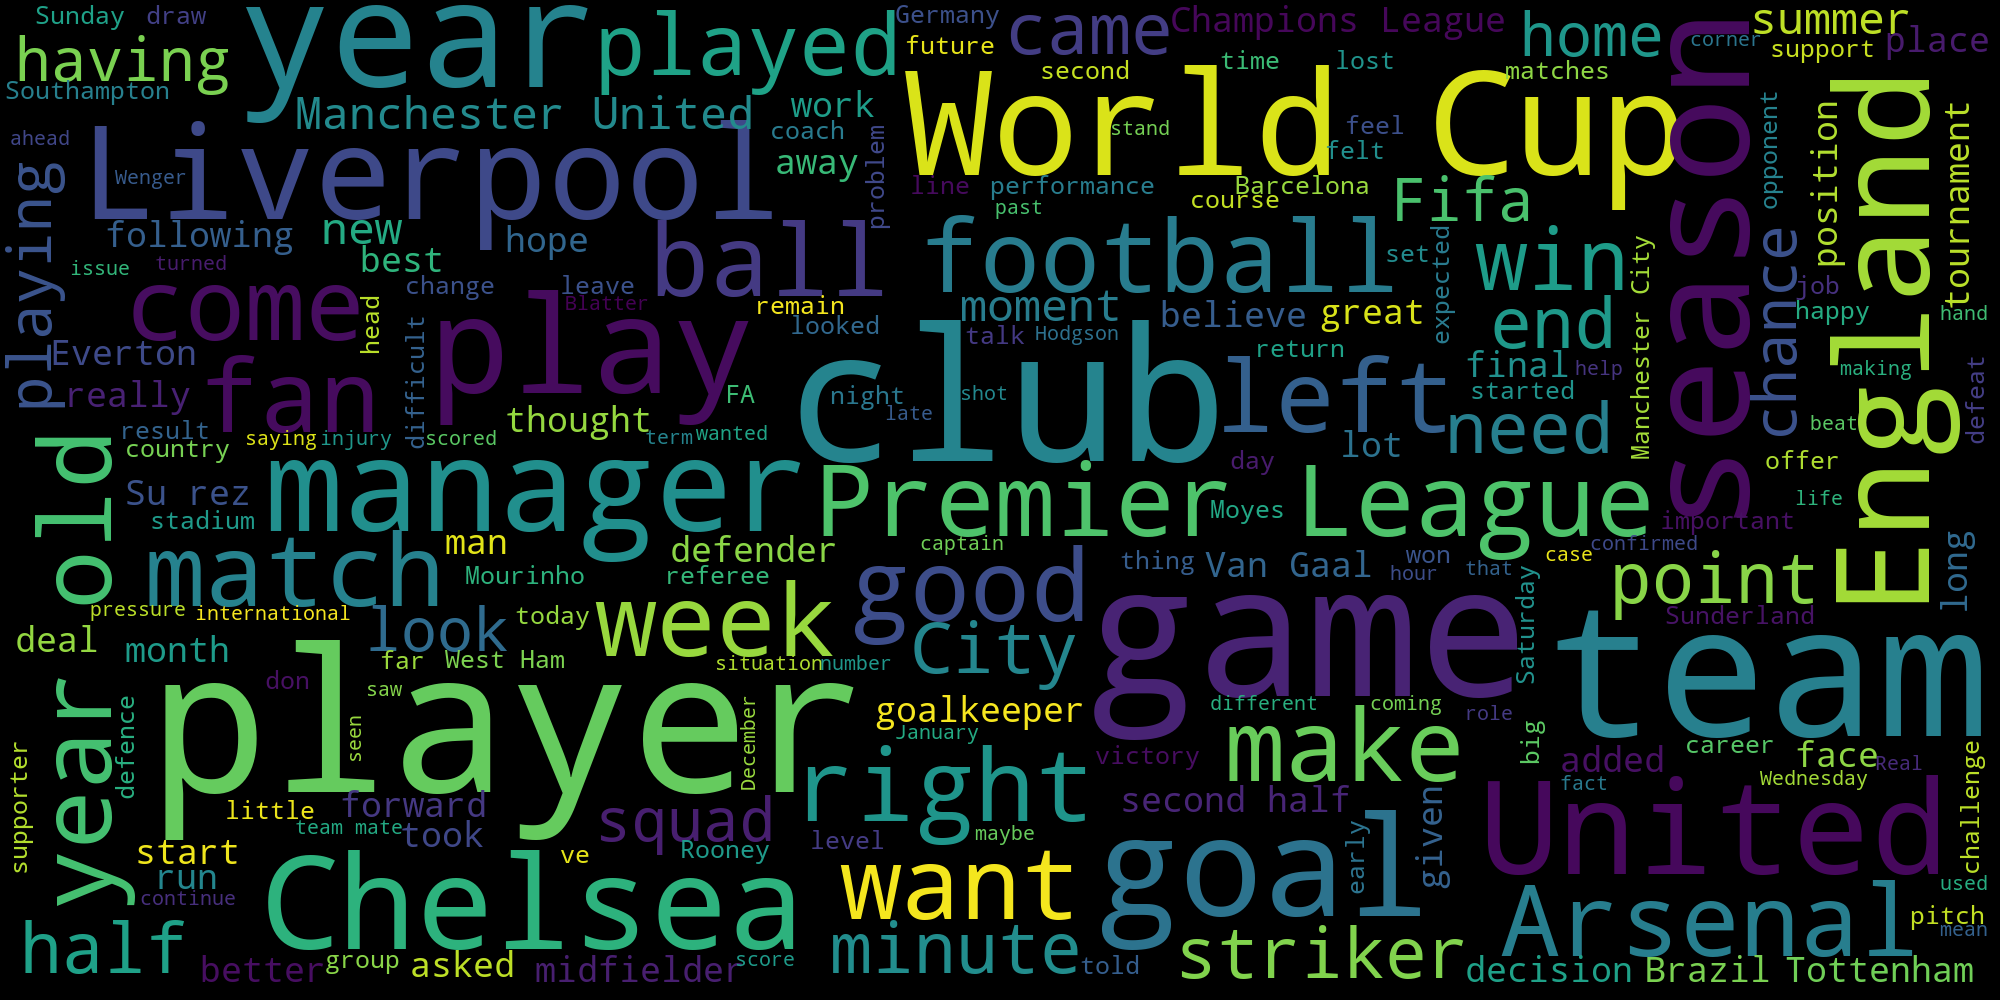 Sunday
draw
year
played
Germany
came
Champions League
home
corner
summer
having
future
support
place
Southampton
Manchester United
work
second
time
lost
matches
World Cup
season
England
ahead
Liverpool
coach
away
problem
stand
feel
felt
opponent
position
tournament
Wenger
playing
line
performance
past
course
Barcelona
Fifa
following
new
hope
ball
football
expected
set
win
Manchester City
chance
issue
turned
best
change
leave
Blatter
remain
looked
moment
believe
great
job
happy
hand
come
head
difficult
play
talk
Hodgson
end
Everton
fan
club
return
left
final
help
making
defeat
really
FA
night
late
shot
started
thought
term
wanted
lot
need
beat
result
saying
injury
scored
country
day
offer
year old
manager
Premier League
Su rez
stadium
Moyes
life
important
match
man
defender
captain
good
thing
Van Gaal
won
hour
that
case
confirmed
point
long
Mourinho
referee
pressure
international
look
today
week
City
game
Saturday
Sunderland
team
deal
month
far
West Ham
situation
number
don
saw
player
supporter
defence
seen
December
goalkeeper
January
different
coming
role
big
victory
make
added
career
face
Real
right
fact
Wednesday
challenge
little
forward
squad
second half
given
United
team mate
took
level
maybe
early
start
ve
Rooney
run
Chelsea
want
goal
continue
used
Arsenal
pitch
mean
half
better
group
asked
midfielder
score
minute
told
striker
decision
Brazil
Tottenham